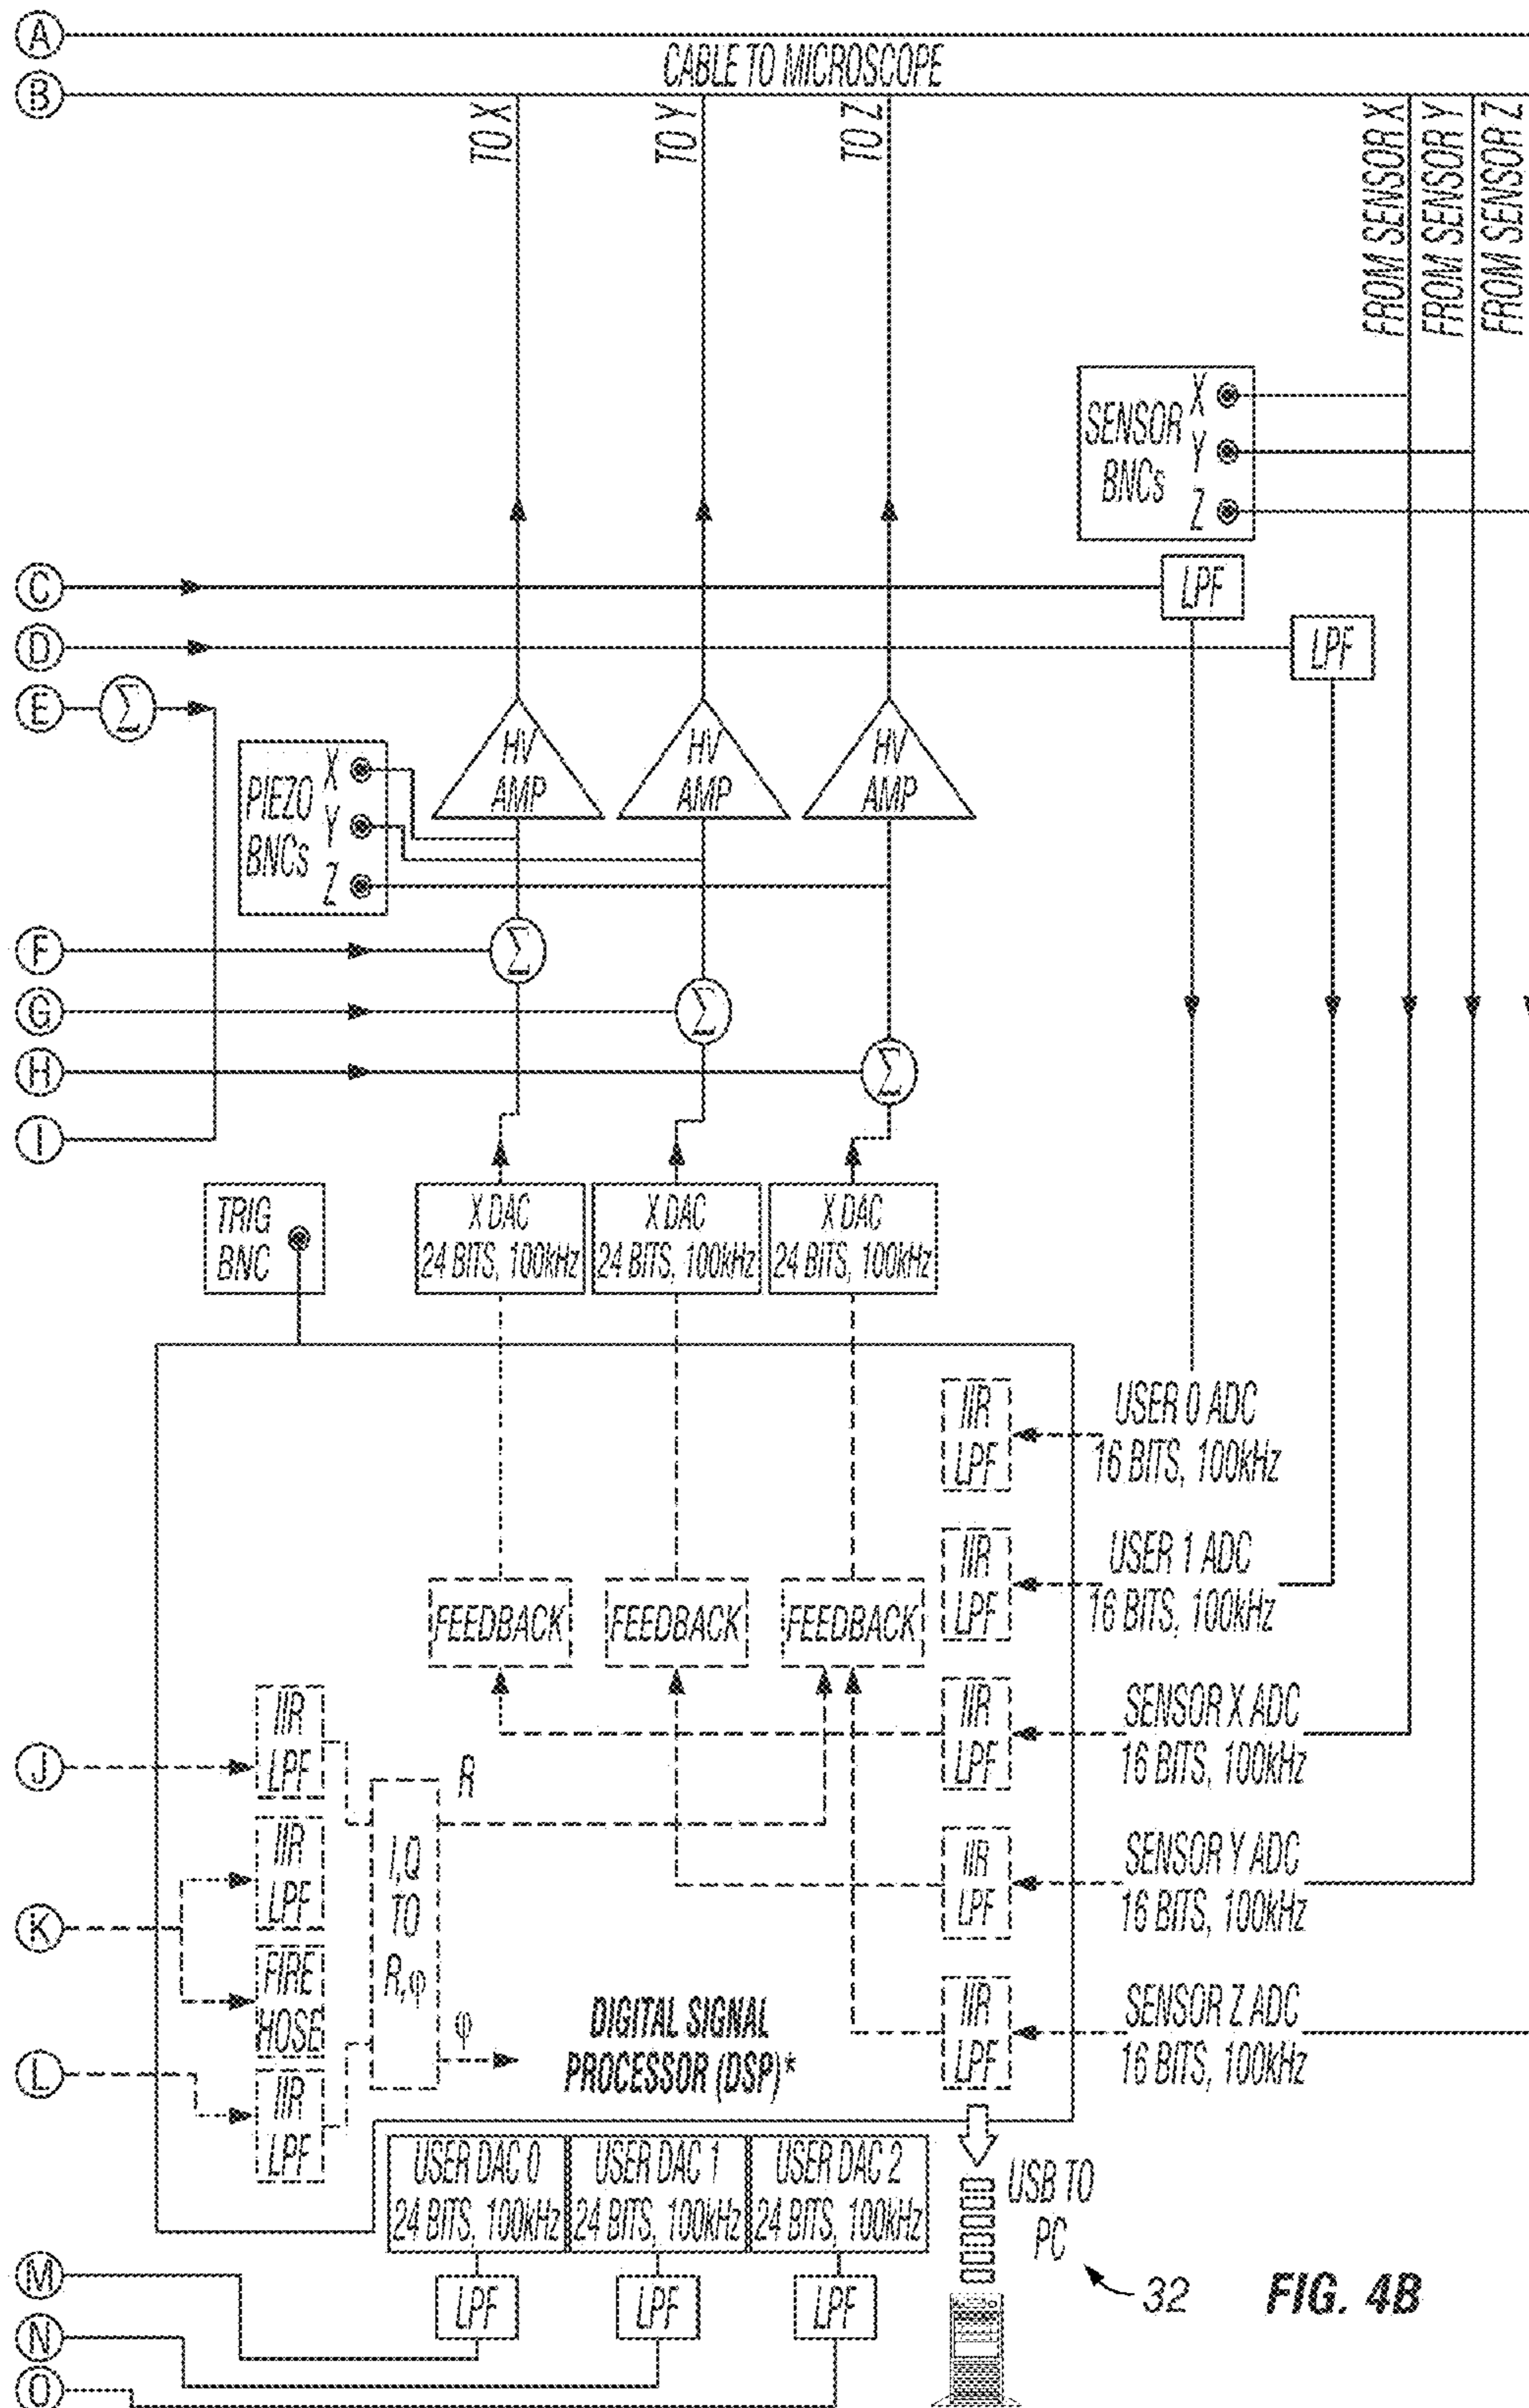 A
CABLE TO MICROSCOPE
B
TO X
TO Y
TO Z
FROM SENSOR X
FROM SENSOR Y
FROM SENSOR Z
SENSOR
BNCs
X
Y
Z
C
LPF
D
LPF
E
Σ
HV
AMP
HV
AMP
HV
AMP
PIEZO
BNCs
X
Y
Z
F
Σ
G
Σ
H
Σ
I
TRIG
BNC
X DAC
24 BITS, 100kHz
X DAC
24 BITS, 100kHz
X DAC
24 BITS, 100kHz
IIR
LPF
USER 0 ADC
16 BITS, 100kHz
IIR
LPF
USER 1 ADC
16 BITS, 100kHz
FEEDBACK
FEEDBACK
FEEDBACK
IIR
LPF
SENSOR X ADC
16 BITS, 100kHz
J
IIR
LPF
R
IIR
LPF
I,Q
TO
R,φ
IIR
LPF
SENSOR Y ADC
16 BITS, 100kHz
K
FIRE
HOSE
φ
DIGITAL SIGNAL
PROCESSOR (DSP)*
IIR
LPF
SENSOR Z ADC
16 BITS, 100kHz
L
IIR
LPF
USER DAC 0
24 BITS, 100kHz
USER DAC 1
24 BITS, 100kHz
USER DAC 2
24 BITS, 100kHz
USB TO
PC
M
LPF
LPF
LPF
32
FIG. 4B
N
O